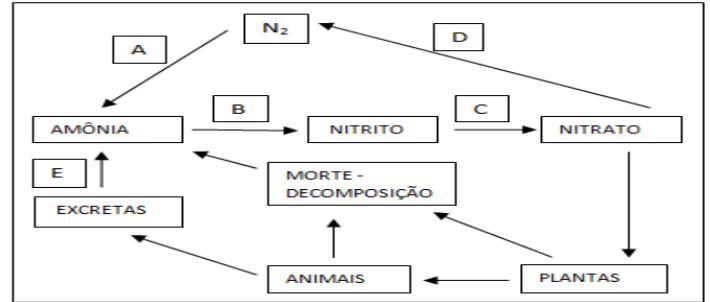 N₂
A
D
B
C
AMÔNIA
NITRITO
NITRATO
E
MORTE -
DECOMPOSIÇÃO
EXCRETAS
ANIMAIS
PLANTAS